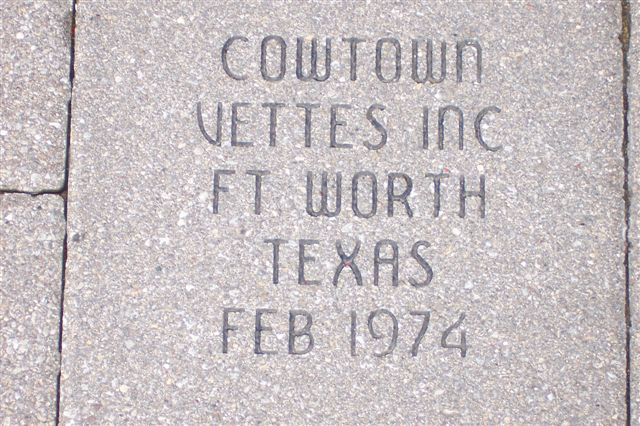 COWTOWN
VETTES INC
FT WORTH
TEXAS
FEB 1974